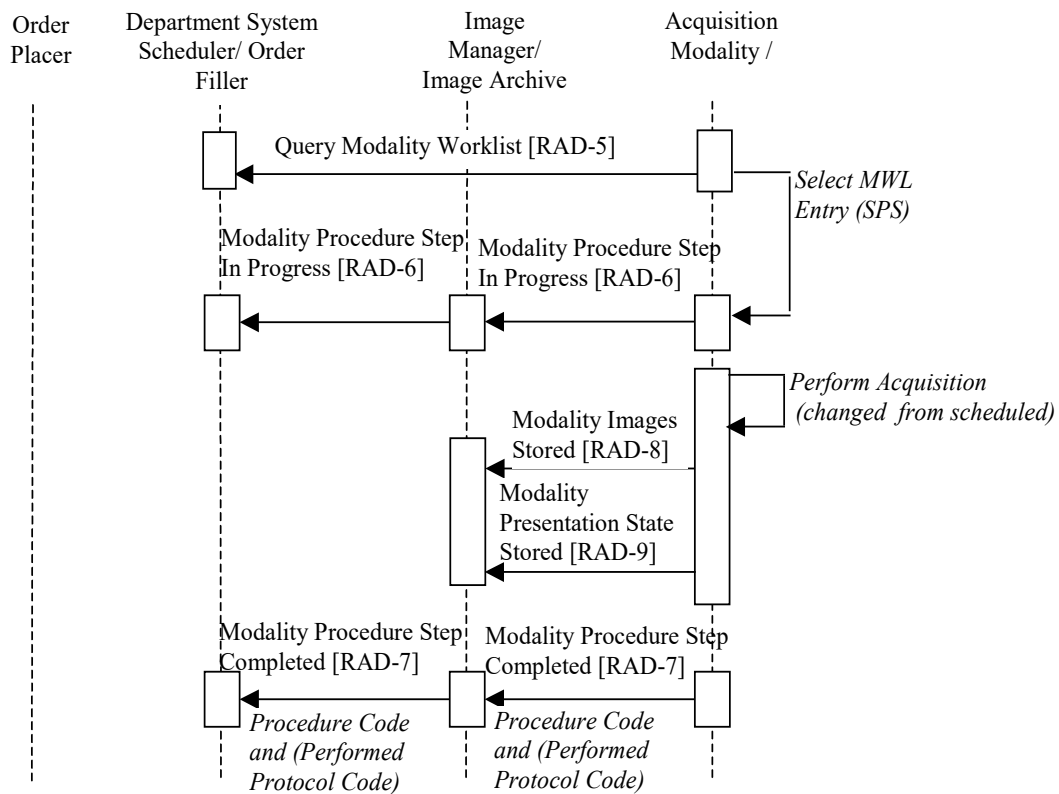 Order
Placer
Department System
Scheduler/ Order
Filler
Image
Manager/
Image Archive
Acquisition
Modality /
Query Modality Worklist [RAD-5]
Select MWL
Entry (SPS)
Modality Procedure Step
In Progress [RAD-6]
Modality Procedure Step
In Progress [RAD-6]
Perform Acquisition
(changed from scheduled)
Modality Images
Stored [RAD-8]
Modality
Presentation State
Stored [RAD-9]
Modality Procedure Step
Completed [RAD-7]
Modality Procedure Step
Completed [RAD-7]
Procedure Code
and (Performed
Protocol Code)
Procedure Code
and (Performed
Protocol Code)